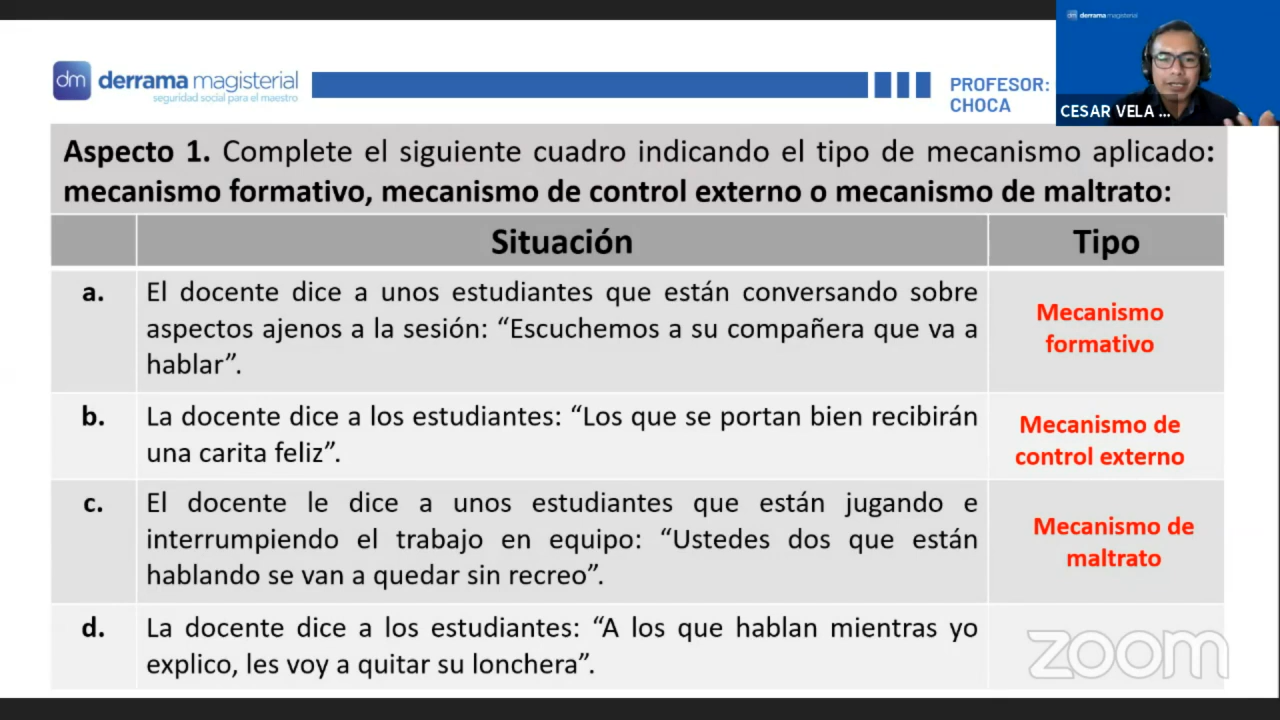 dm derrama magisterial
dm derrama magisterial
seguridad social para el maestro
PROFESOR:
CHOCA
CESAR VELA ...
Aspecto 1. Complete el siguiente cuadro indicando el tipo de mecanismo aplicado:
mecanismo formativo, mecanismo de control externo o mecanismo de maltrato:
Situación
Tipo
a.
El docente dice a unos estudiantes que están conversando sobre
aspectos ajenos a la sesión: “Escuchemos a su compañera que va a
hablar”.
Mecanismo
formativo
b.
La docente dice a los estudiantes: “Los que se portan bien recibirán
una carita feliz”.
Mecanismo de
control externo
c.
El docente le dice a unos estudiantes que están jugando e
interrumpiendo el trabajo en equipo: “Ustedes dos que están
hablando se van a quedar sin recreo”.
Mecanismo de
maltrato
d.
La docente dice a los estudiantes: “A los que hablan mientras yo
explico, les voy a quitar su lonchera”.
zoom